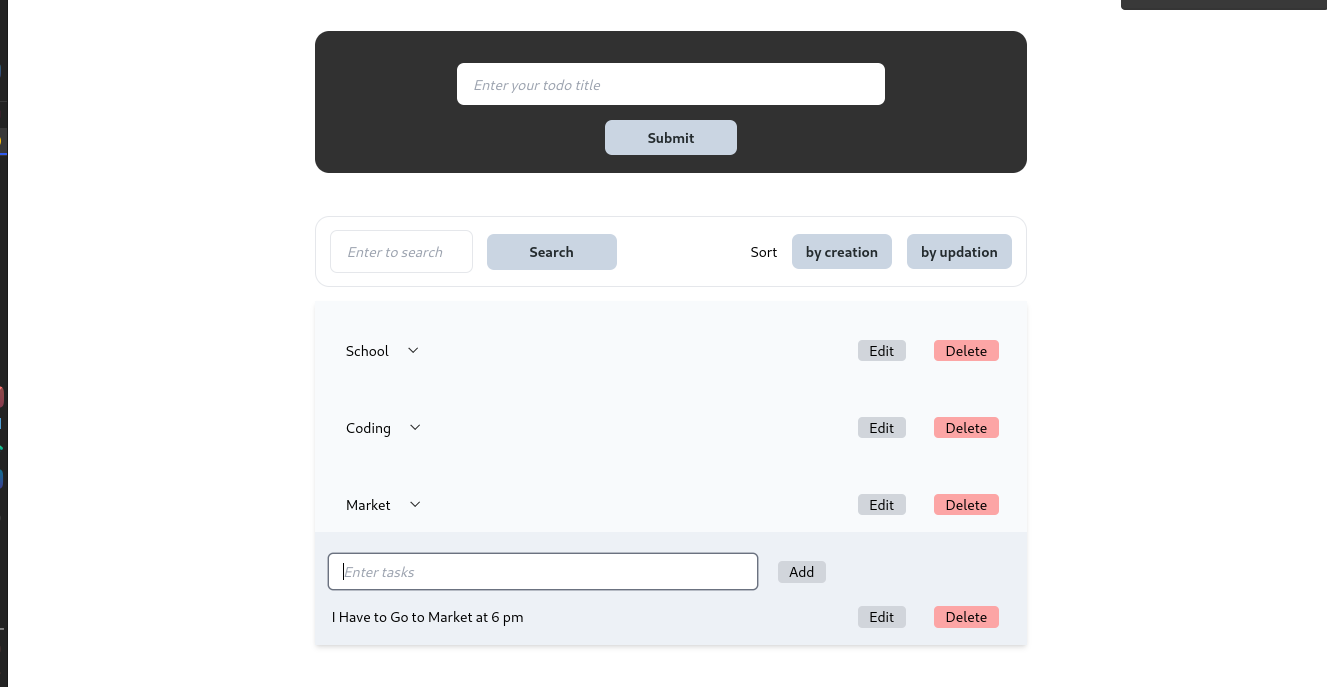 Enter your todo title
Submit
Enter to search Search Sort by creation by updation
School Edit Delete
Coding Edit Delete
Market Edit Delete
Enter tasks Add
I Have to Go to Market at 6 pm Edit Delete